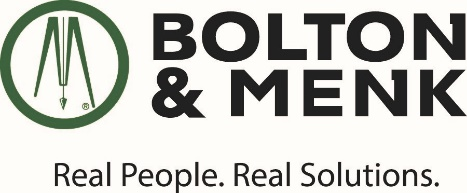 BOLTON
& MENK
®
Real People. Real Solutions.